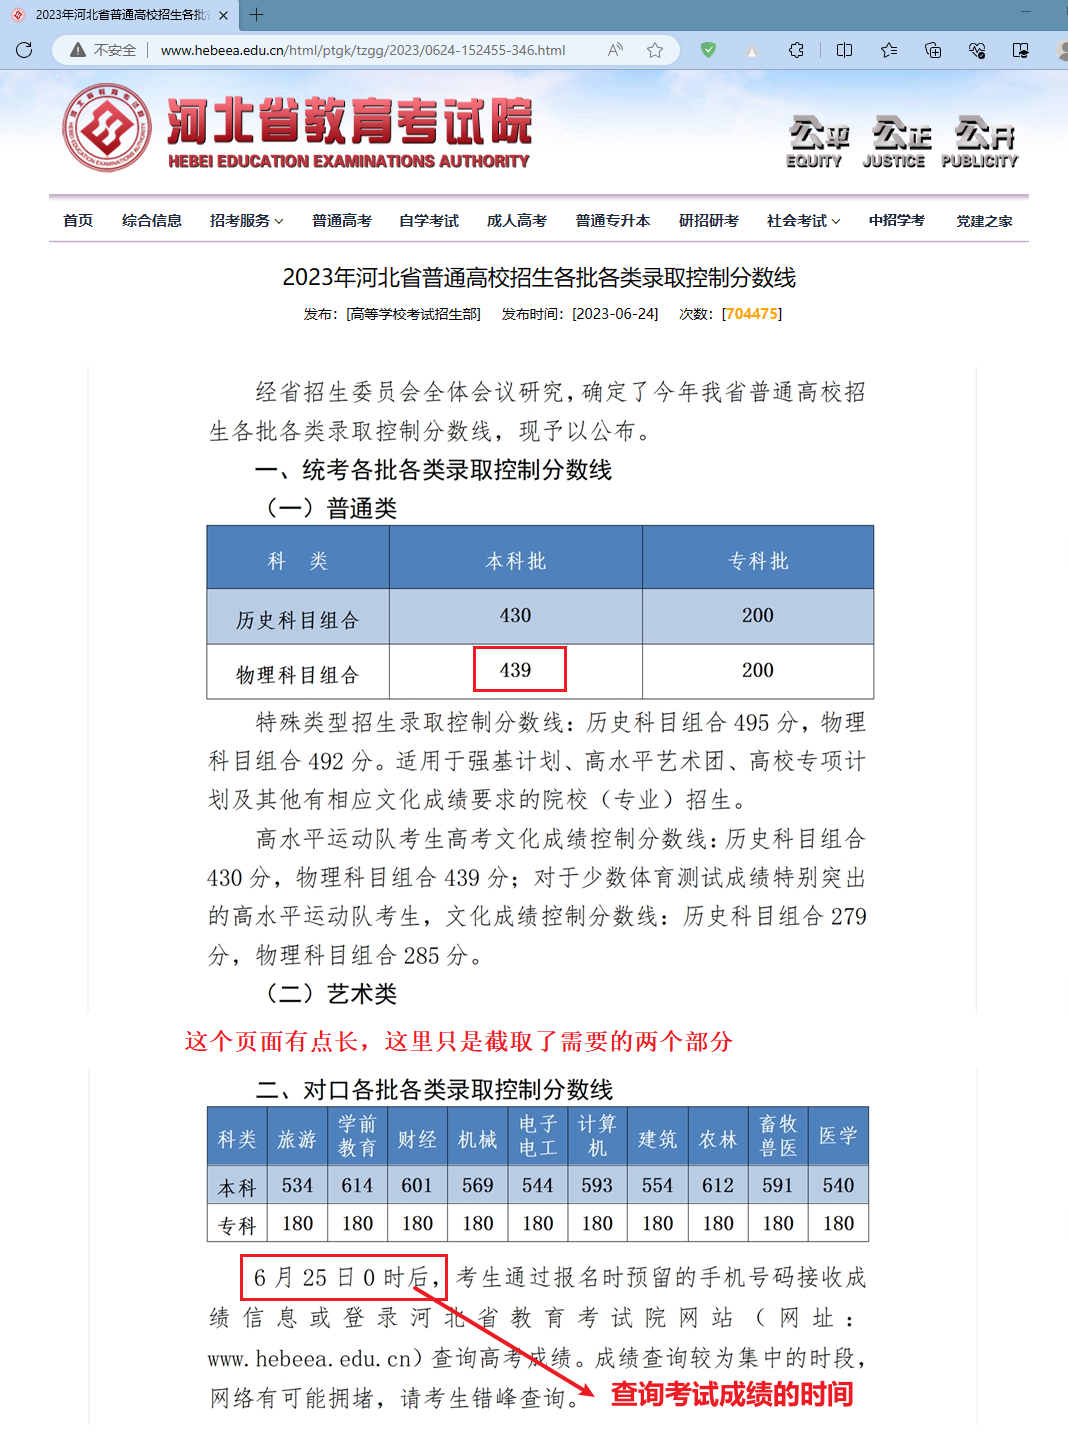 2023年河北省普通高校招生各批
不安全 www.hebeea.edu.cn/html/ptgk/tzgg/2023/0624-152455-346.html
河北省教育考试院
HEBEI EDUCATION EXAMINATIONS AUTHORITY
公平 公正 公开
EQUITY JUSTICE PUBLICITY
首页 综合信息 招考服务 普通高考 自学考试 成人高考 普通专升本 研招研考 社会考试 中招学考 党建之家
2023年河北省普通高校招生各批各类录取控制分数线
发布：[高等学校考试招生部] 发布时间：[2023-06-24] 次数：[704475]
经省招生委员会全体会议研究，确定了今年我省普通高校招
生各批各类录取控制分数线，现予以公布。
一、统考各批各类录取控制分数线
（一）普通类
科 类 本科批 专科批
历史科目组合 430 200
物理科目组合 439 200
特殊类型招生录取控制分数线：历史科目组合 495 分，物理
科目组合 492 分。适用于强基计划、高水平艺术团、高校专项计
划及其他有相应文化成绩要求的院校（专业）招生。
高水平运动队考生高考文化成绩控制分数线：历史科目组合
430 分，物理科目组合 439 分；对于少数体育测试成绩特别突出
的高水平运动队考生，文化成绩控制分数线：历史科目组合 279
分，物理科目组合 285 分。
（二）艺术类
这个页面有点长，这里只是截取了需要的两个部分
二、对口各批各类录取控制分数线
科类 旅游 学前教育 财经 机械 电子电工 计算机 建筑 农林 畜牧兽医 医学
本科 534 614 601 569 544 593 554 612 591 540
专科 180 180 180 180 180 180 180 180 180 180
6 月 25 日 0 时后，考生通过报名时预留的手机号码接收成
绩信息或登录河北省教育考试院网站（网址：
www.hebeea.edu.cn）查询高考成绩。成绩查询较为集中的时段，
网络有可能拥堵，请考生错峰查询。
查询考试成绩的时间